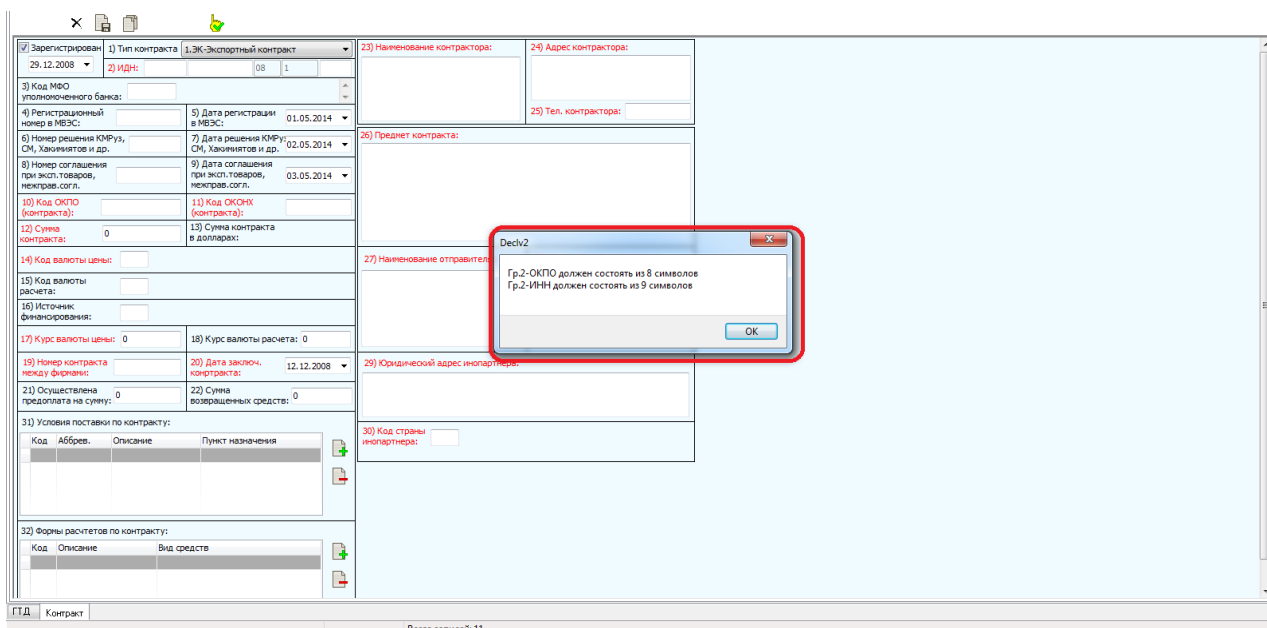 Зарегистрирован
1) Тип контракта
1.ЭК-Экспортный контракт
29.12.2008
2) ИДН:
08
1
3) Код МФО
уполномоченного банка:
4) Регистрационный
номер в МВЭС:
5) Дата регистрации
в МВЭС:
01.05.2014
6) Номер решения КМРуз,
СМ, Хакимиятов и др.
7) Дата решения КМРу
СМ, Хакимиятов и др.
02.05.2014
8) Номер соглашения
при эксп.товаров,
межправ.согл.
9) Дата соглашения
при эксп.товаров,
межправ.согл.
03.05.2014
10) Код ОКПО
(контракта):
11) Код ОКОНХ
(контракта):
12) Сумма
контракта:
0
13) Сумма контракта
в долларах:
14) Код валюты цены:
15) Код валюты
расчета:
16) Источник
финансирования:
17) Курс валюты цены:
0
18) Курс валюты расчета:
0
19) Номер контракта
между фирмами:
20) Дата заключ.
конртракта:
12.12.2008
21) Осуществлена
предоплата на сумму:
0
22) Сумма
возвращенных средств:
0
31) Условия поставки по контракту:
Код Аббрев. Описание Пункт назначения
32) Формы расчтетов по контракту:
Код Описание Вид средств
23) Наименование контрактора:
24) Адрес контрактора:
25) Тел. контрактора:
26) Предмет контракта:
27) Наименование отправител
Declv2
Гр.2-ОКПО должен состоять из 8 символов
Гр.2-ИНН должен состоять из 9 символов
OK
29) Юридический адрес инопартнера:
30) Код страны
инопартнера:
ГТД
Контракт